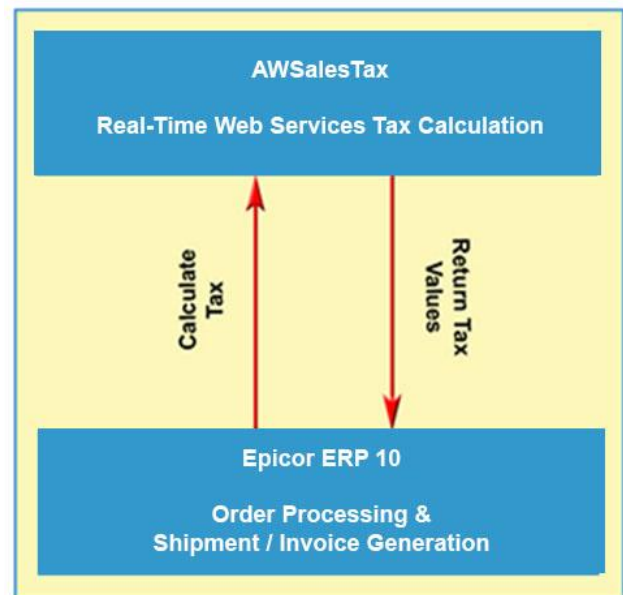 AWSalesTax
Real-Time Web Services Tax Calculation
Calculate
Tax
Return Tax
Values
Epicor ERP 10
Order Processing &
Shipment / Invoice Generation